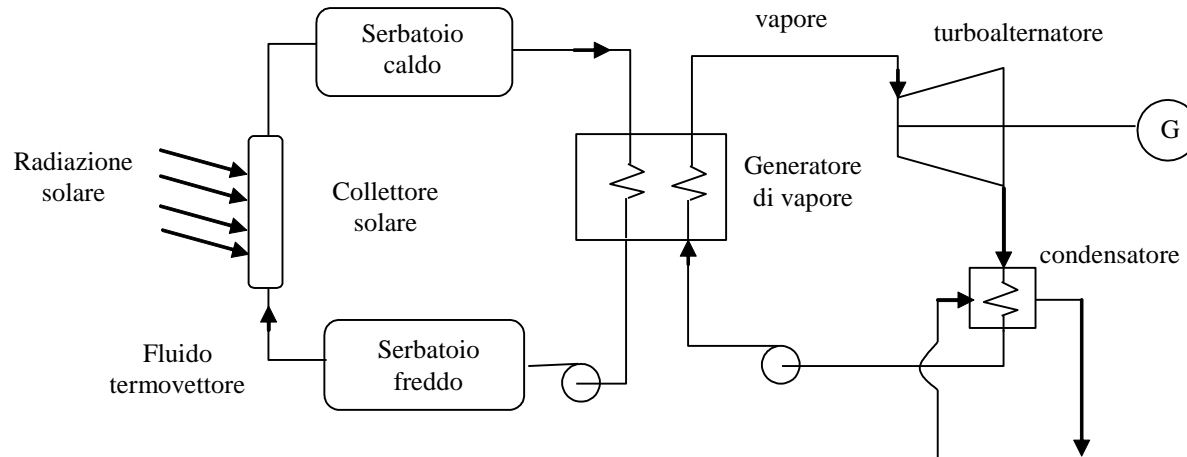 Serbatoio
caldo
vapore
turboalternatore
G
Radiazione
solare
Collettore
solare
Generatore
di vapore
condensatore
Fluido
termovettore
Serbatoio
freddo